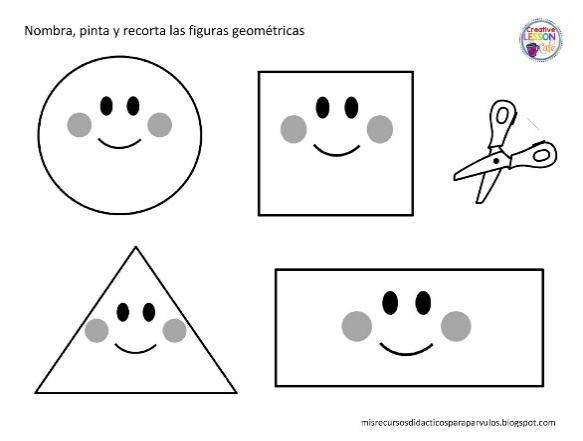 Nombra, pinta y recorta las figuras geométricas
Creative
LESSON
Cafe
misrecursosdidacticosparaparvulos.blogspot.com